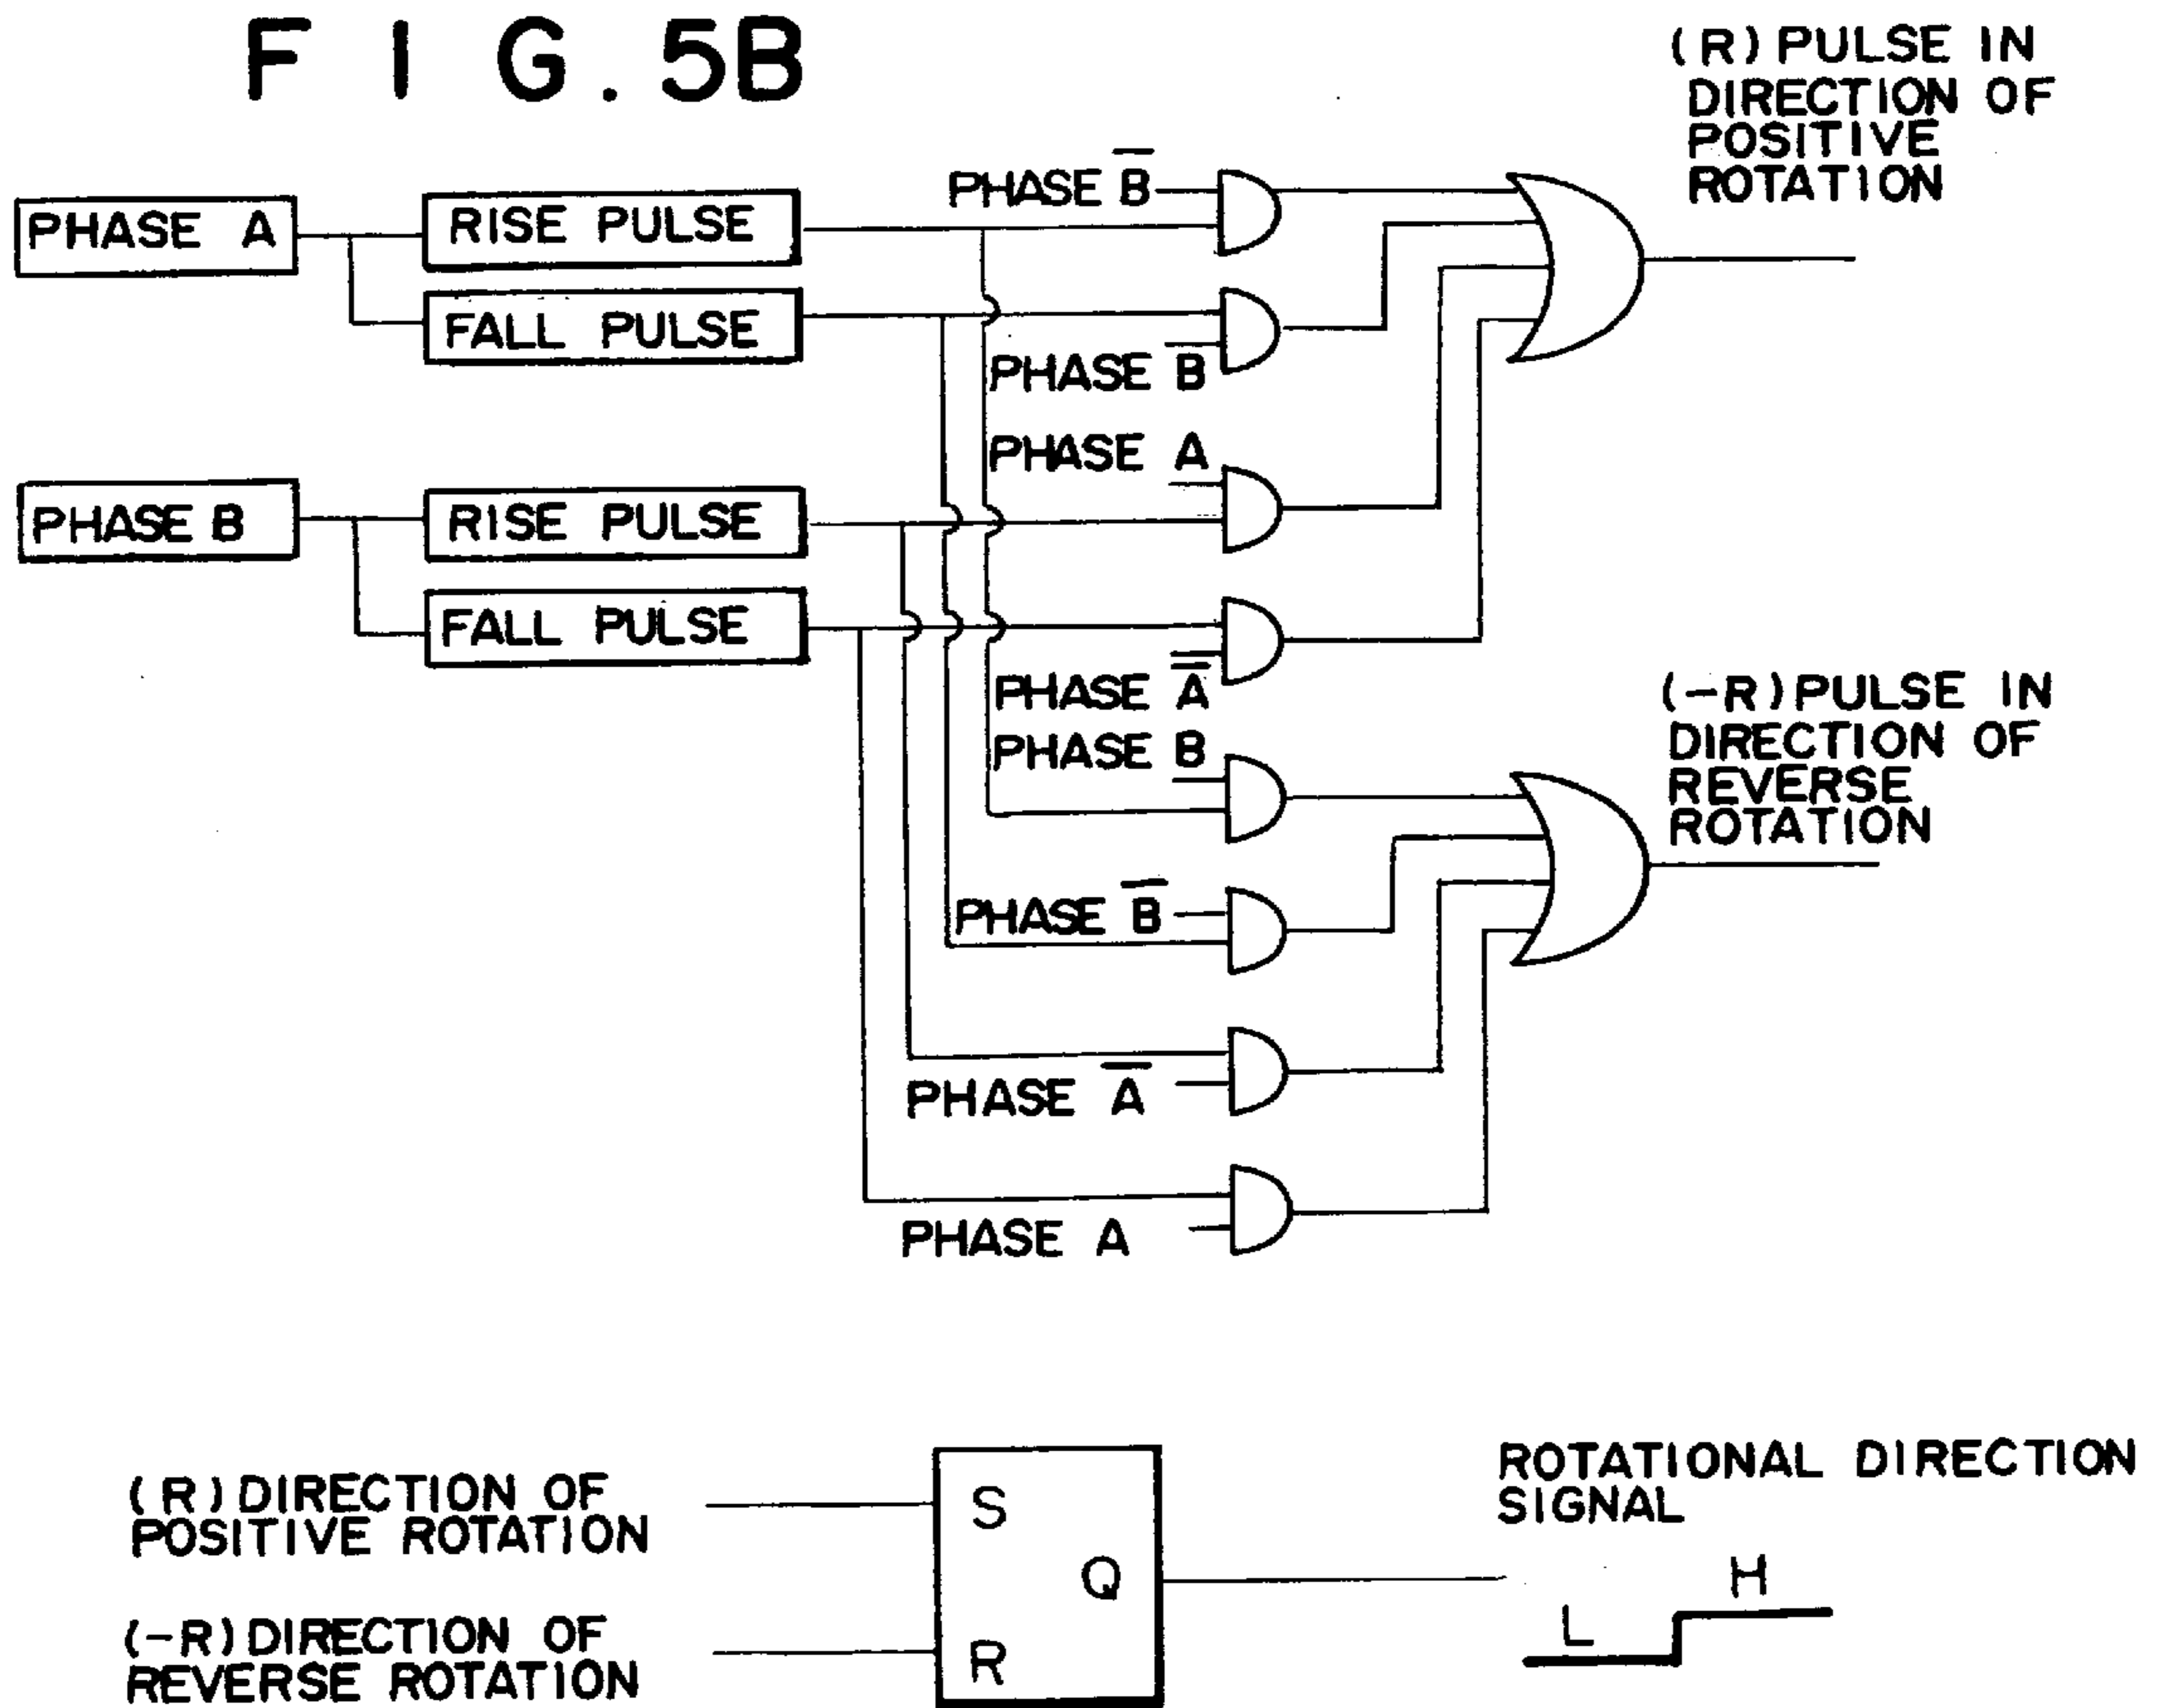 F I G. 5B
(R) PULSE IN
DIRECTION OF
POSITIVE
ROTATION
PHASE A
RISE PULSE
PHASE B̅
FALL PULSE
PHASE B
PHASE A
PHASE B
RISE PULSE
FALL PULSE
PHASE A̅
PHASE B
(-R) PULSE IN
DIRECTION OF
REVERSE
ROTATION
PHASE B̅
PHASE A̅
PHASE A
(R) DIRECTION OF
POSITIVE ROTATION
S
Q
ROTATIONAL DIRECTION
SIGNAL
H
L
(-R) DIRECTION OF
REVERSE ROTATION
R